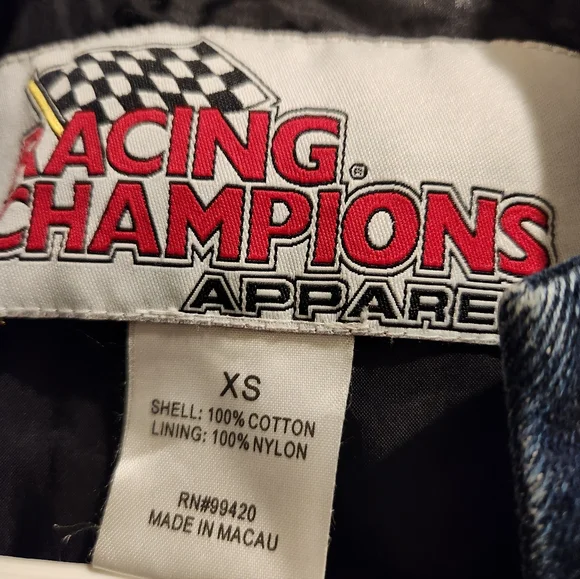 RACING®
CHAMPIONS
APPARE
XS
SHELL: 100% COTTON
LINING: 100% NYLON
RN#99420
MADE IN MACAU